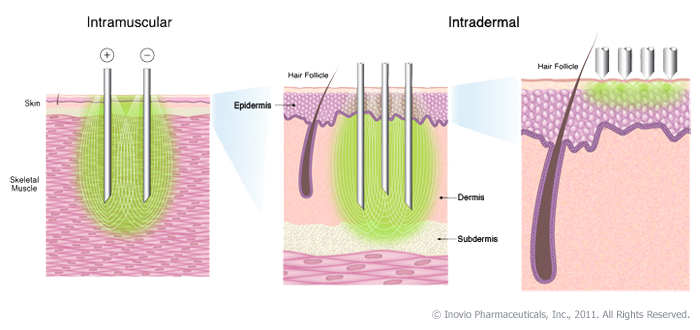 Intramuscular
Intradermal
+
−
Skin
Skeletal
Muscle
Hair Follicle
Epidermis
Dermis
Subdermis
Hair Follicle
© Inovio Pharmaceuticals, Inc., 2011. All Rights Reserved.